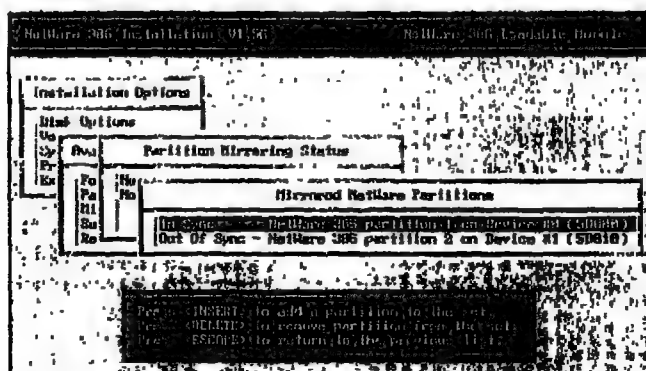 NetWare 386 Installation V1.56 NetWare 386 Loadable Module
Installation Options
Disk Options
Partition Mirroring Status
Mirrored NetWare Partitions
In Sync - NetWare 386 partition 1 on Device #1 (5D010)
Out Of Sync - NetWare 386 partition 2 on Device #1 (5D010)
Press <INSERT> to add a partition to the set.
Press <DELETE> to remove partition from the set.
Press <ESCAPE> to return to the previous list.